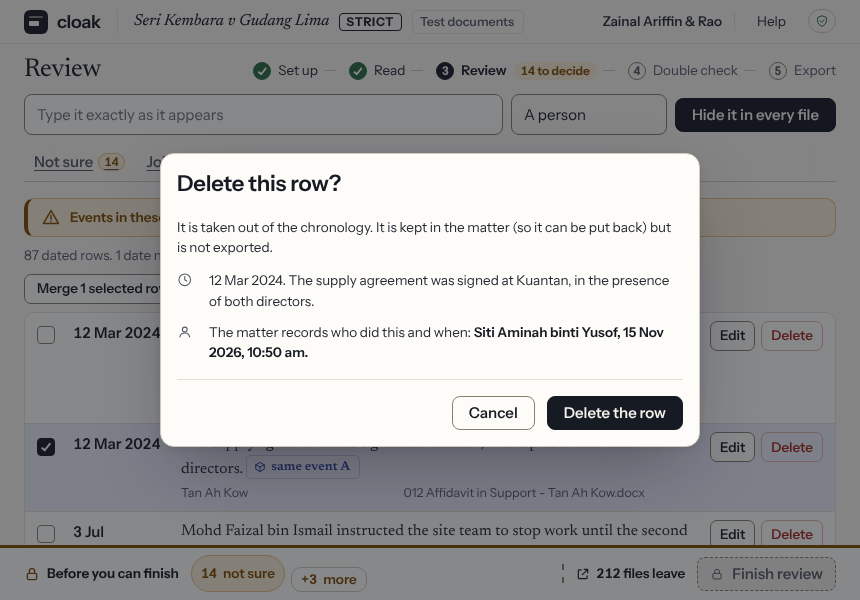 cloak
Seri Kembara v Gudang Lima
STRICT
Test documents
Zainal Ariffin & Rao
Help
Review
Set up
Read
3 Review
14 to decide
4 Double check
5 Export
Type it exactly as it appears
A person
Hide it in every file
Not sure 14
Delete this row?
Events in
It is taken out of the chronology. It is kept in the matter (so it can be put back) but
is not exported.
87 dated rows. 1 date
12 Mar 2024. The supply agreement was signed at Kuantan, in the presence
of both directors.
Merge 1 selected
The matter records who did this and when: Siti Aminah binti Yusof, 15 Nov
2026, 10:50 am.
12 Mar 2024
Edit
Delete
Cancel
Delete the row
12 Mar 2024
Edit
Delete
directors.
same event A
Tan Ah Kow
012 Affidavit in Support - Tan Ah Kow.docx
3 Jul
Mohd Faizal bin Ismail instructed the site team to stop work until the second
Edit
Delete
Before you can finish
14 not sure
+3 more
212 files leave
Finish review